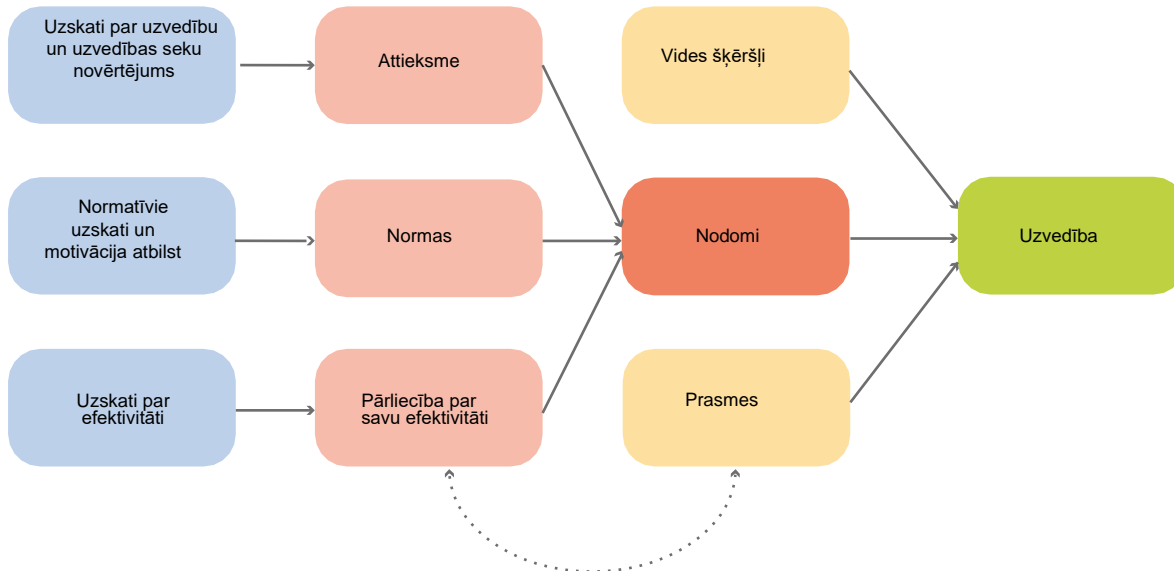 Uzskati par uzvedību
un uzvedības seku
novērtējums
Attieksme
Vides šķēršļi
Normatīvie
uzskati un
motivācija atbilst
Normas
Nodomi
Uzvedība
Uzskati par
efektivitāti
Pārliecība par
savu efektivitāti
Prasmes